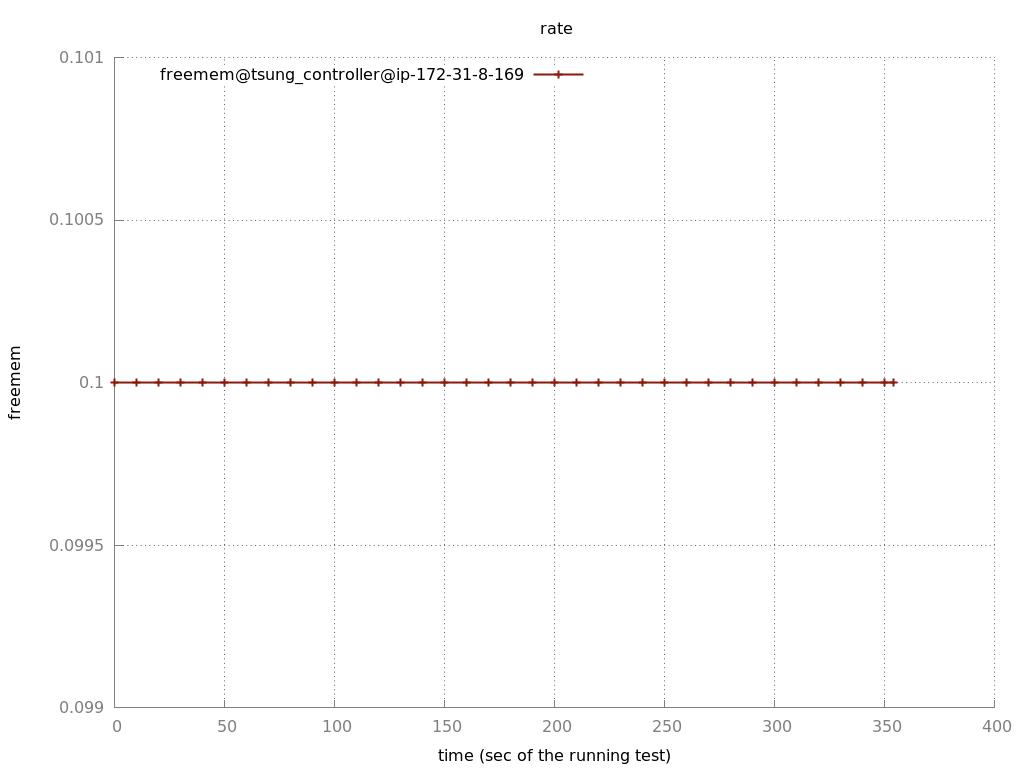 rate
0.101
freemem@tsung_controller@ip-172-31-8-169
0.1005
0.1
0.0995
0.099
freemem
0 50 100 150 200 250 300 350 400
time (sec of the running test)